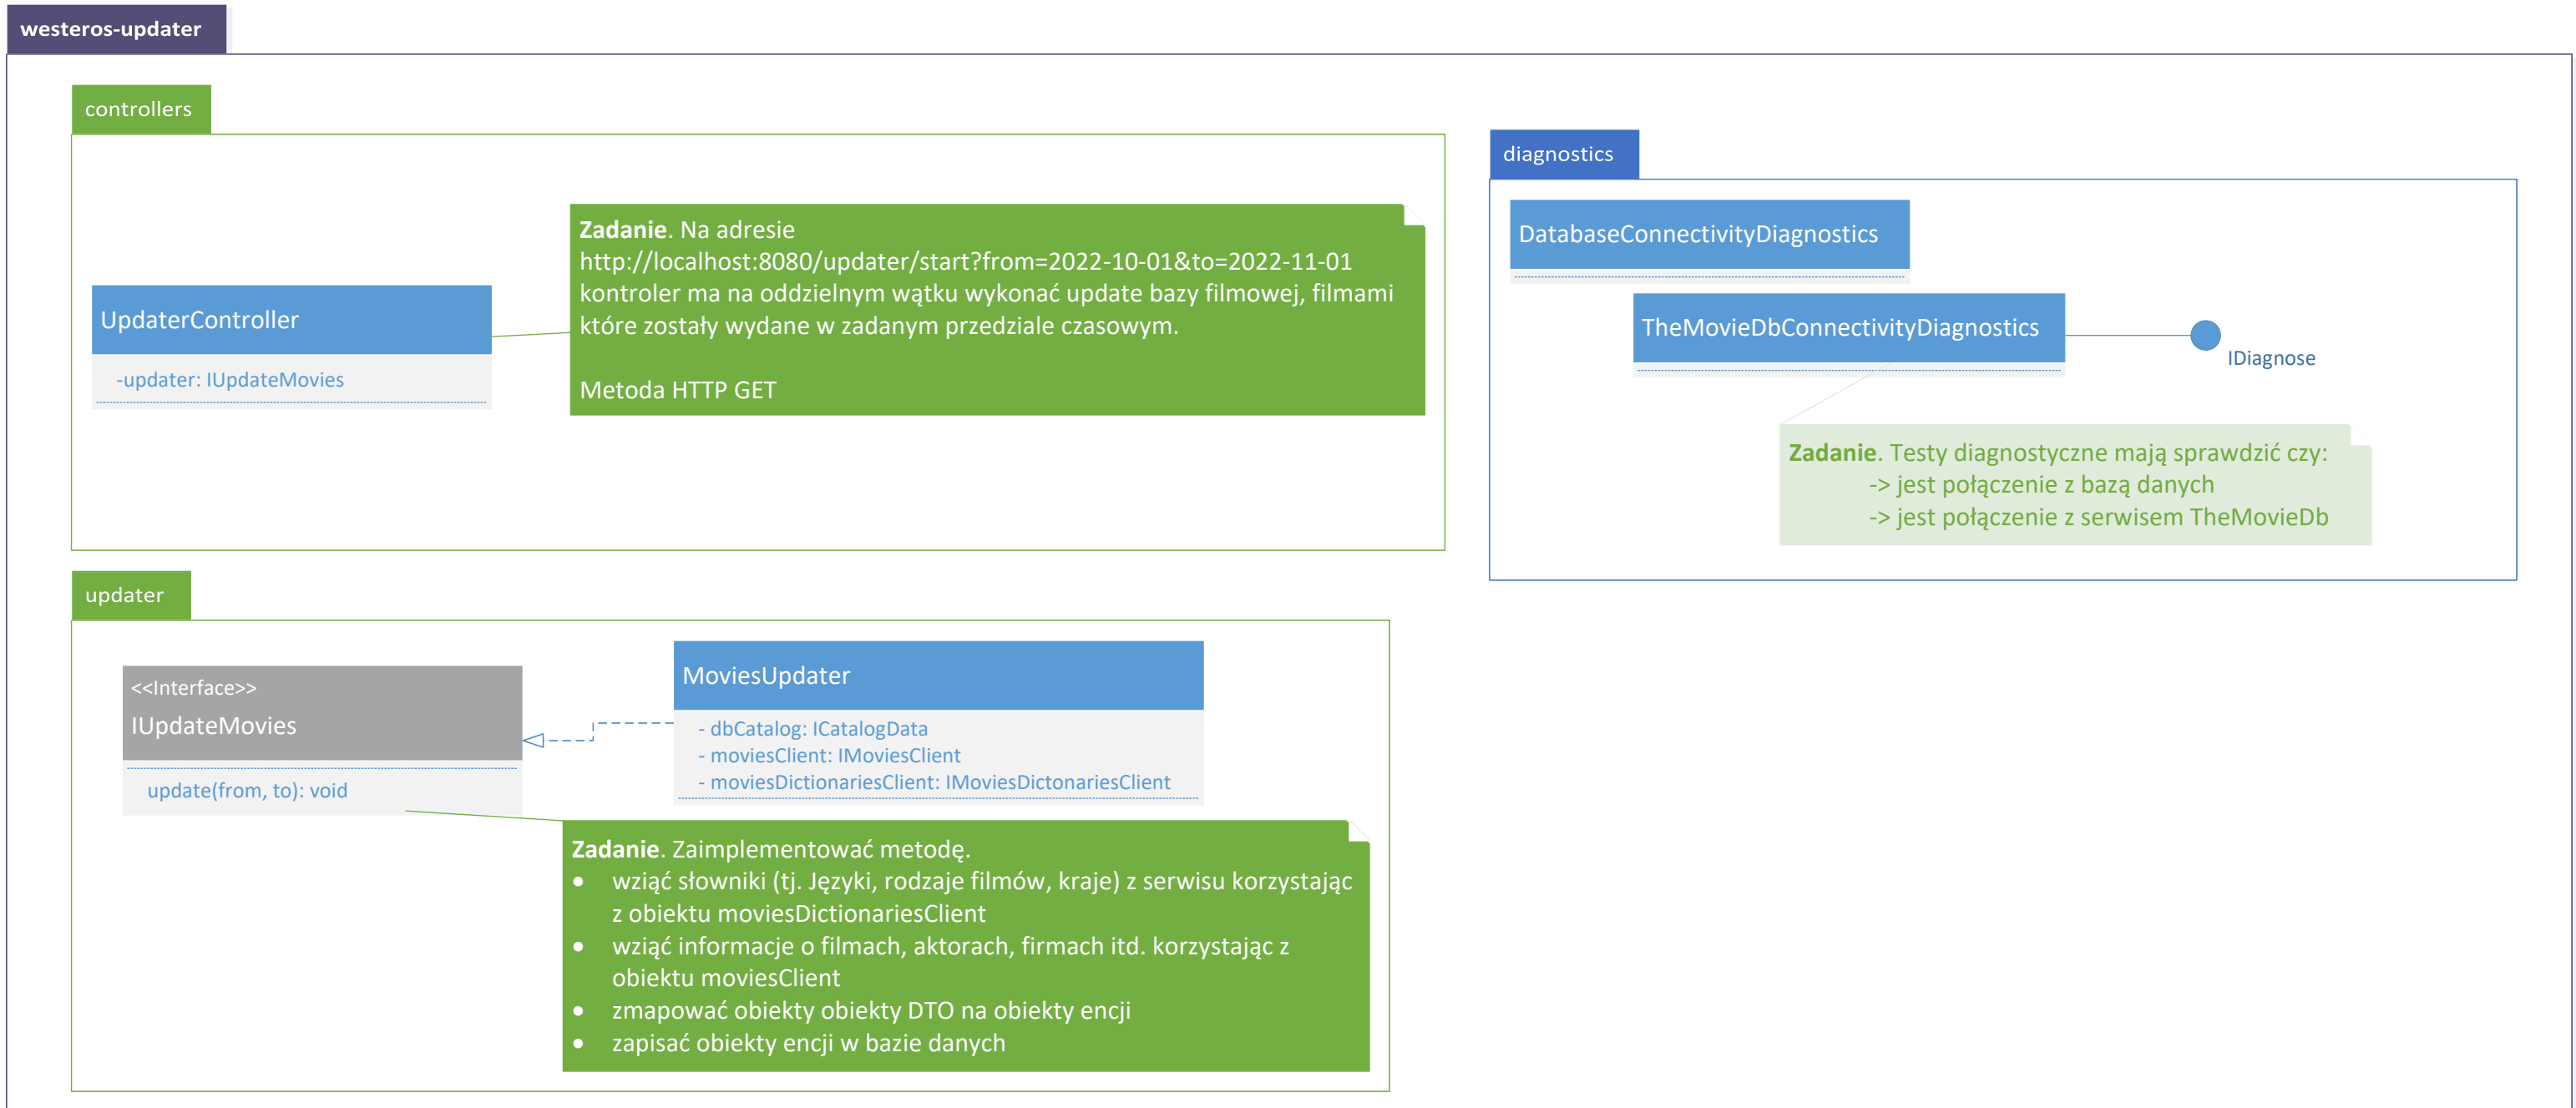 westeros-updater
controllers
UpdaterController
-updater: IUpdateMovies
Zadanie. Na adresie
http://localhost:8080/updater/start?from=2022-10-01&to=2022-11-01
kontroler ma na oddzielnym wątku wykonać update bazy filmowej, filmami
które zostały wydane w zadanym przedziale czasowym.
Metoda HTTP GET
diagnostics
DatabaseConnectivityDiagnostics
TheMovieDbConnectivityDiagnostics
IDiagnose
Zadanie. Testy diagnostyczne mają sprawdzić czy:
-> jest połączenie z bazą danych
-> jest połączenie z serwisem TheMovieDb
updater
<<Interface>>
IUpdateMovies
update(from, to): void
MoviesUpdater
- dbCatalog: ICatalogData
- moviesClient: IMoviesClient
- moviesDictionariesClient: IMoviesDictonariesClient
Zadanie. Zaimplementować metodę.
• wziąć słowniki (tj. Języki, rodzaje filmów, kraje) z serwisu korzystając
z obiektu moviesDictionariesClient
• wziąć informacje o filmach, aktorach, firmach itd. korzystając z
obiektu moviesClient
• zmapować obiekty obiekty DTO na obiekty encji
• zapisać obiekty encji w bazie danych